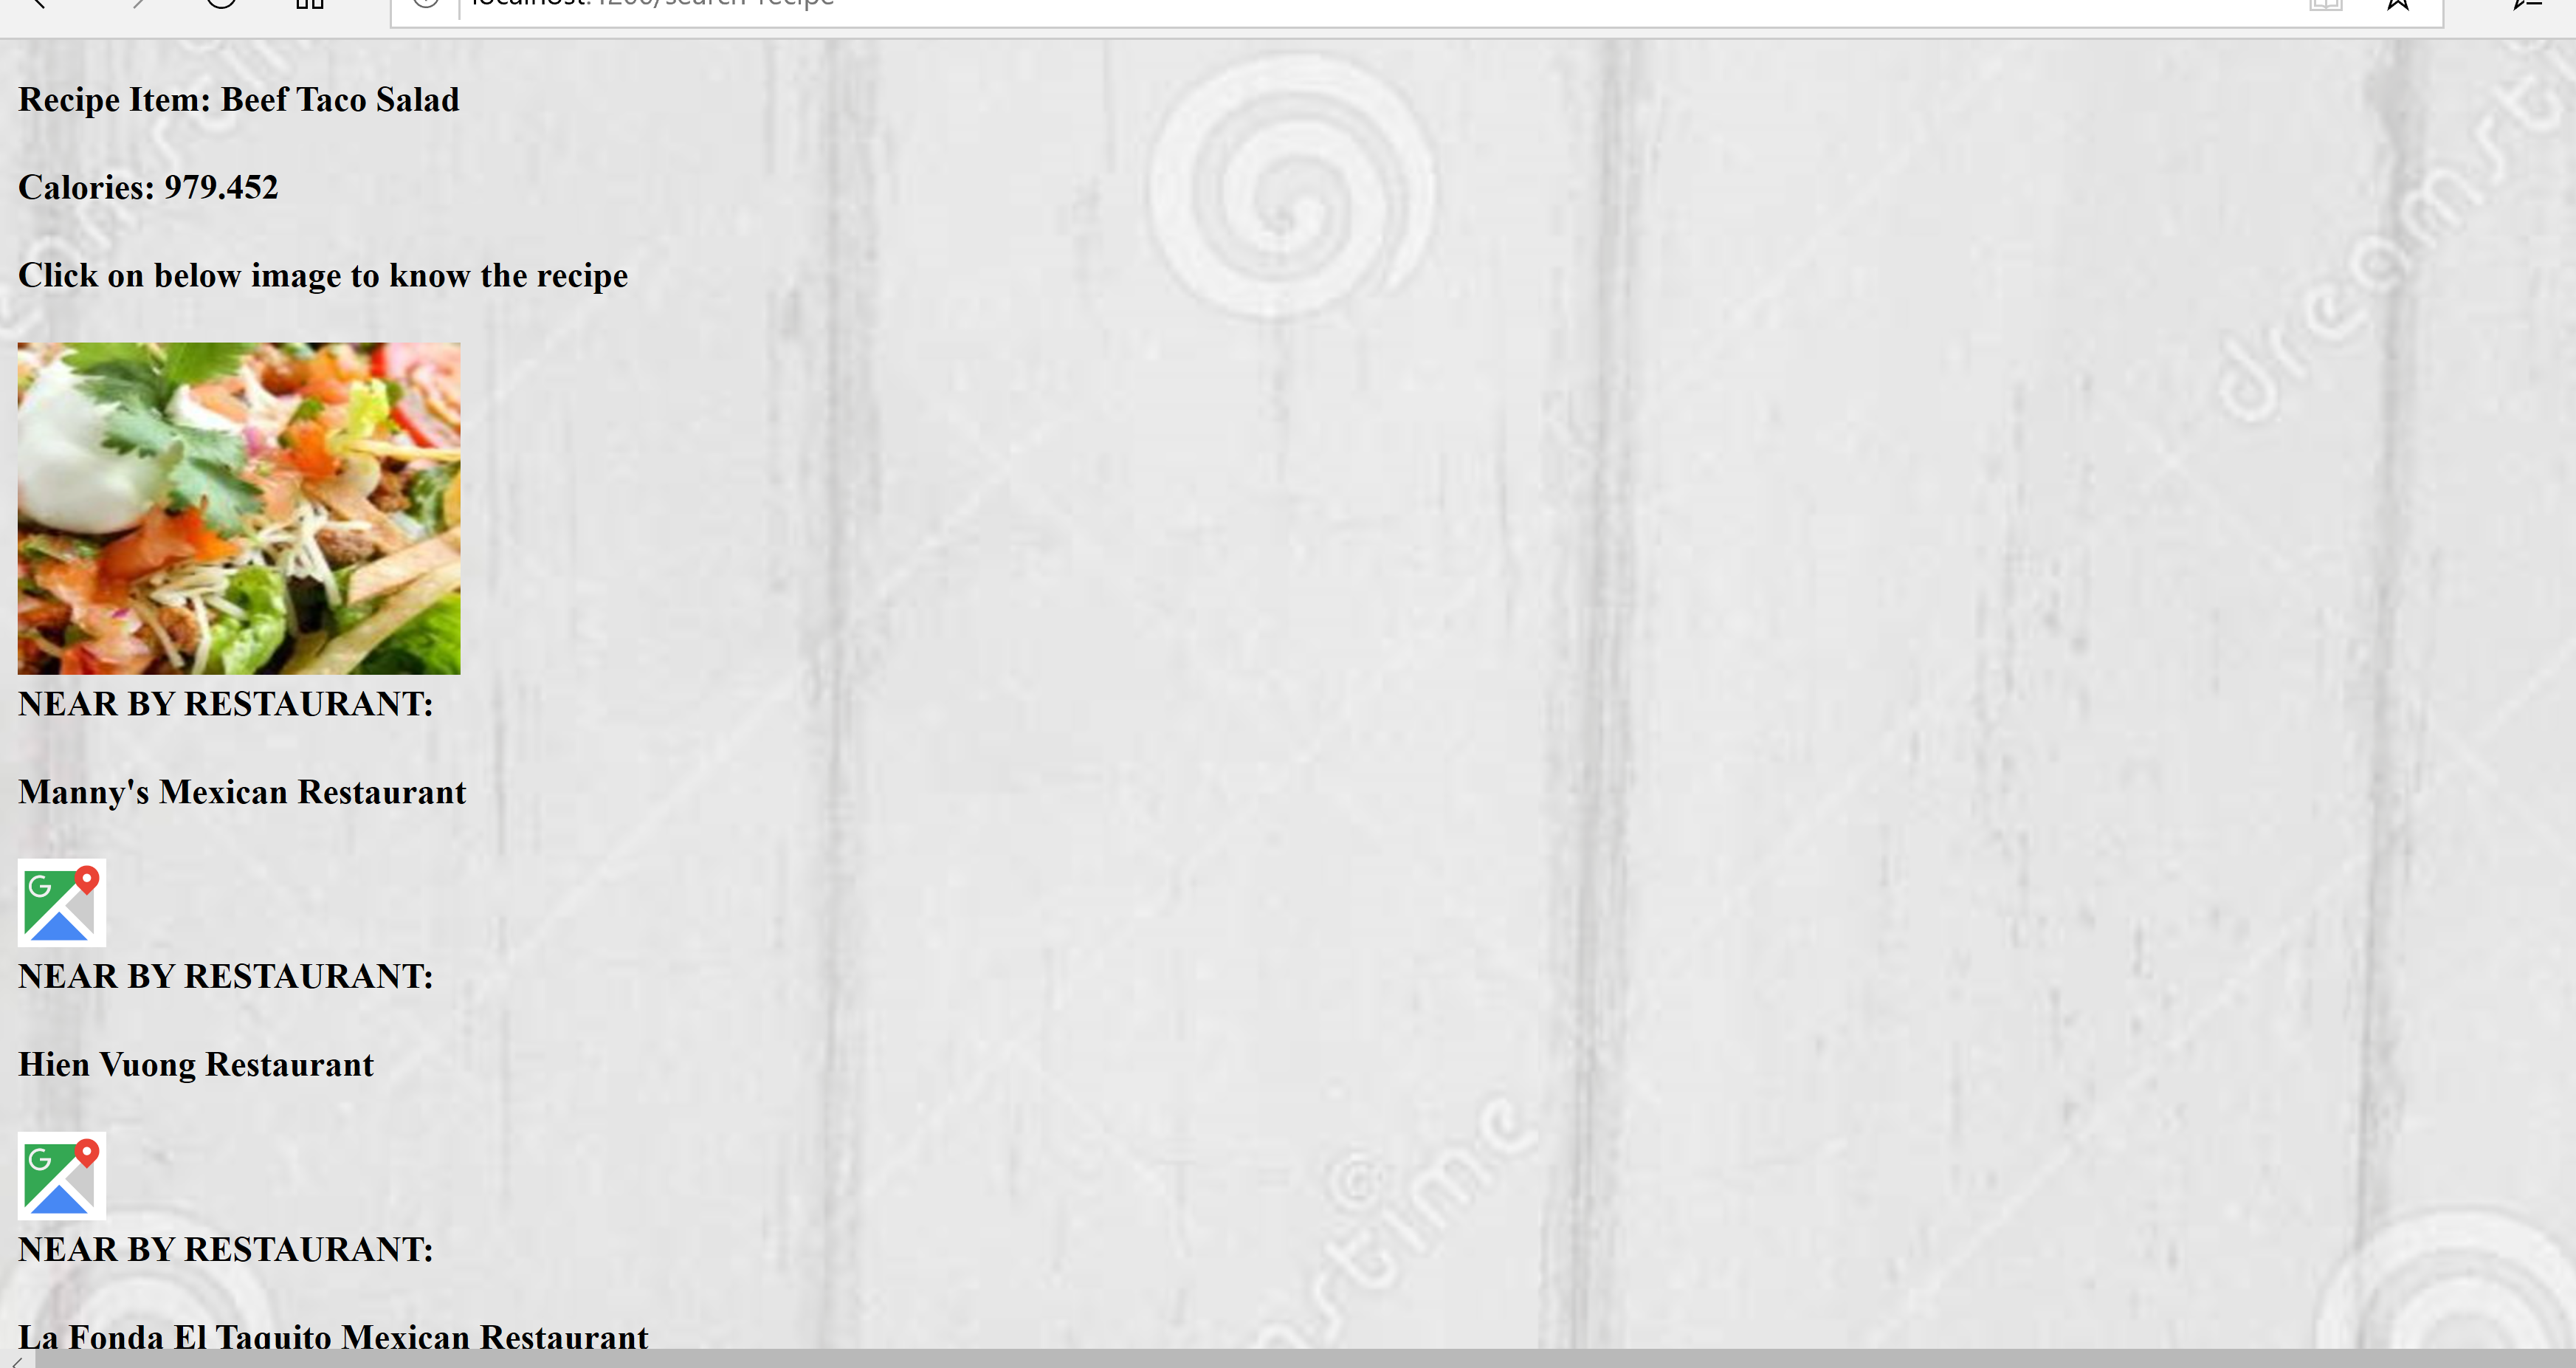 localhost:4200/search-recipe
Recipe Item: Beef Taco Salad
Calories: 979.452
Click on below image to know the recipe
NEAR BY RESTAURANT:
Manny's Mexican Restaurant
G
NEAR BY RESTAURANT:
Hien Vuong Restaurant
G
NEAR BY RESTAURANT:
La Fonda El Taquito Mexican Restaurant